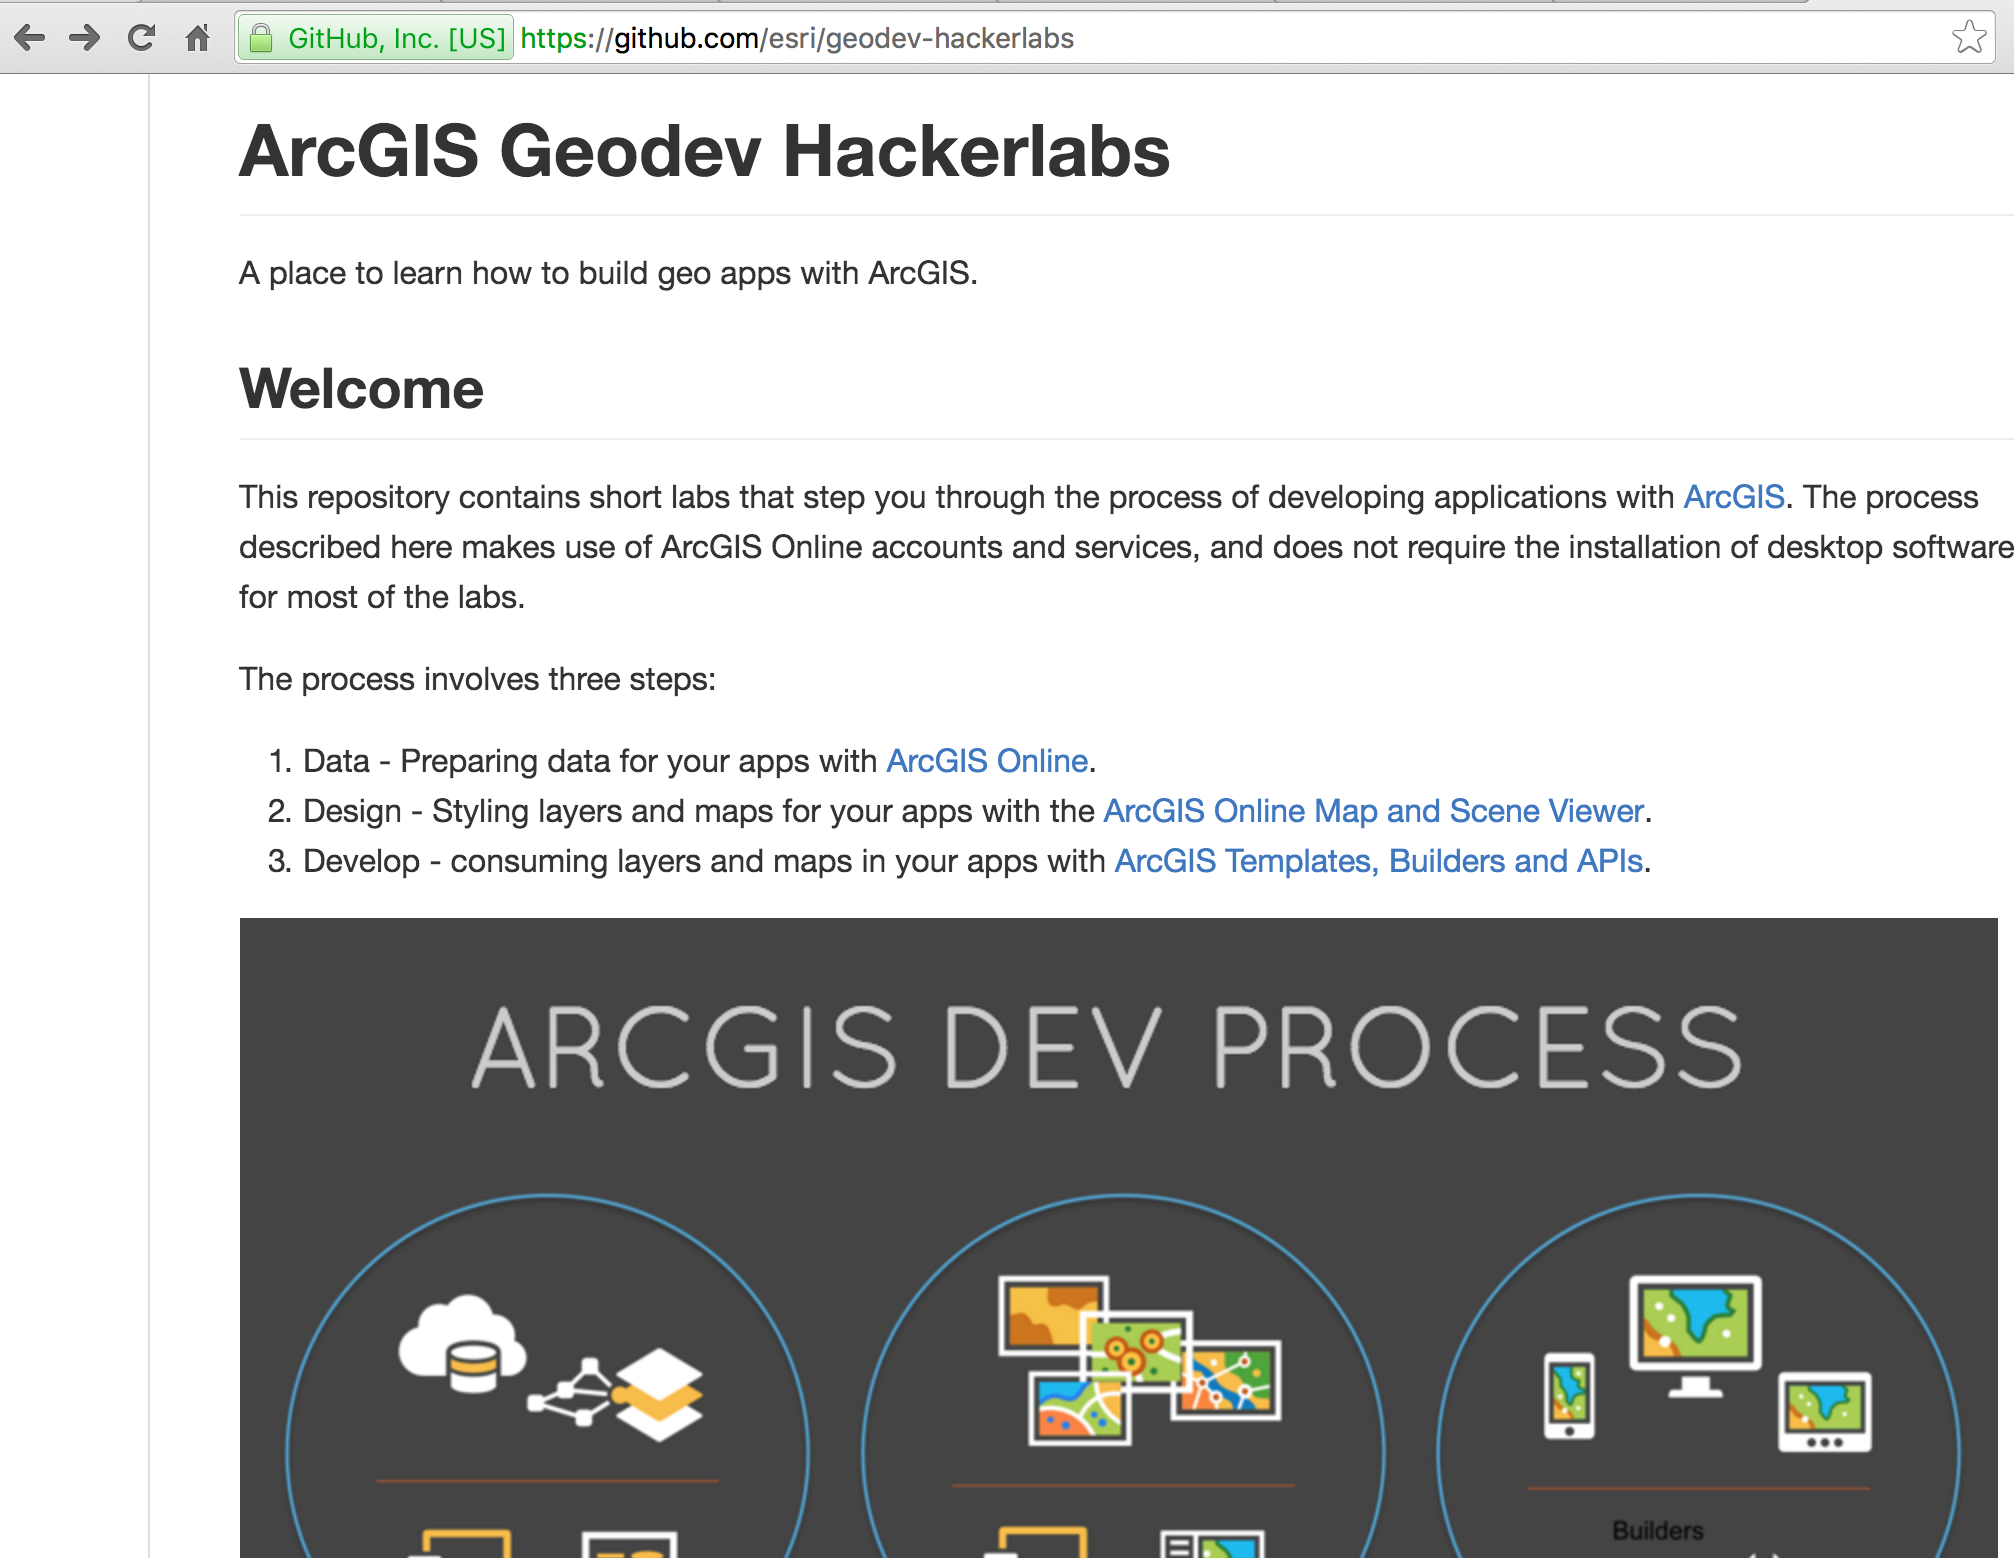 GitHub, Inc. [US] https://github.com/esri/geodev-hackerlabs
ArcGIS Geodev Hackerlabs
A place to learn how to build geo apps with ArcGIS.
Welcome
This repository contains short labs that step you through the process of developing applications with ArcGIS. The process
described here makes use of ArcGIS Online accounts and services, and does not require the installation of desktop software
for most of the labs.
The process involves three steps:
1. Data - Preparing data for your apps with ArcGIS Online.
2. Design - Styling layers and maps for your apps with the ArcGIS Online Map and Scene Viewer.
3. Develop - consuming layers and maps in your apps with ArcGIS Templates, Builders and APIs.
ARCGIS DEV PROCESS
Builders